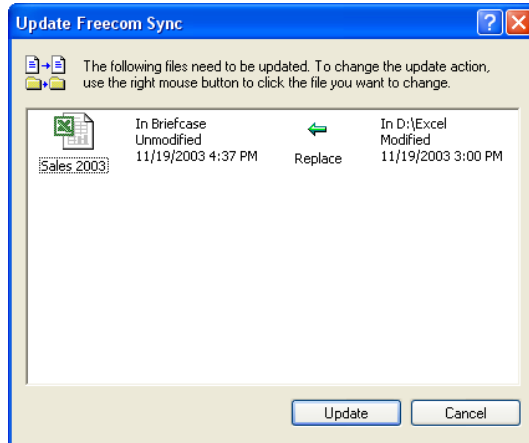 Update Freecom Sync
The following files need to be updated. To change the update action,
use the right mouse button to click the file you want to change.
Sales 2003
In Briefcase
Unmodified
11/19/2003 4:37 PM
Replace
In D:\Excel
Modified
11/19/2003 3:00 PM
Update
Cancel